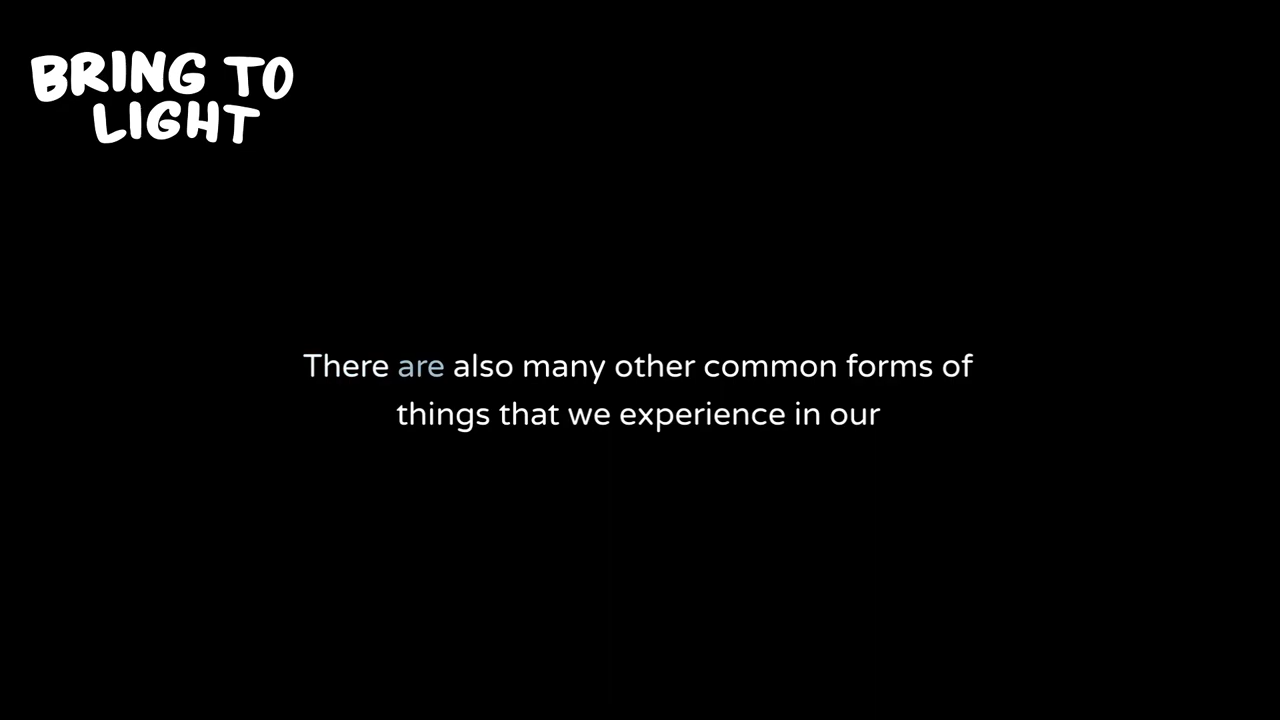 BRING TO
LIGHT
There are also many other common forms of
things that we experience in our